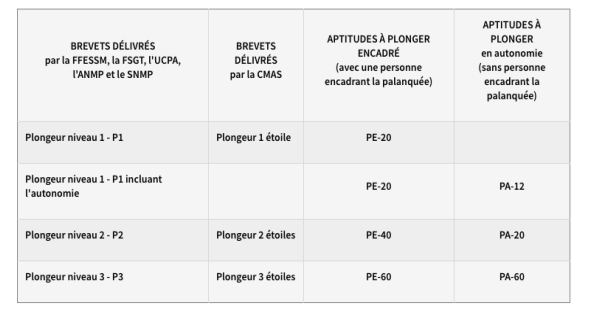 BREVETS DÉLIVRÉS
par la FFESSM, la FSGT, l'UCPA,
l'ANMP et le SNMP
BREVETS
DÉLIVRÉS
par la CMAS
APTITUDES À PLONGER
ENCADRÉ
(avec une personne
encadrant la palanquée)
APTITUDES À
PLONGER
en autonomie
(sans personne
encadrant la
palanquée)
Plongeur niveau 1 - P1
Plongeur 1 étoile
PE-20
Plongeur niveau 1 - P1 incluant
l'autonomie
PE-20
PA-12
Plongeur niveau 2 - P2
Plongeur 2 étoiles
PE-40
PA-20
Plongeur niveau 3 - P3
Plongeur 3 étoiles
PE-60
PA-60